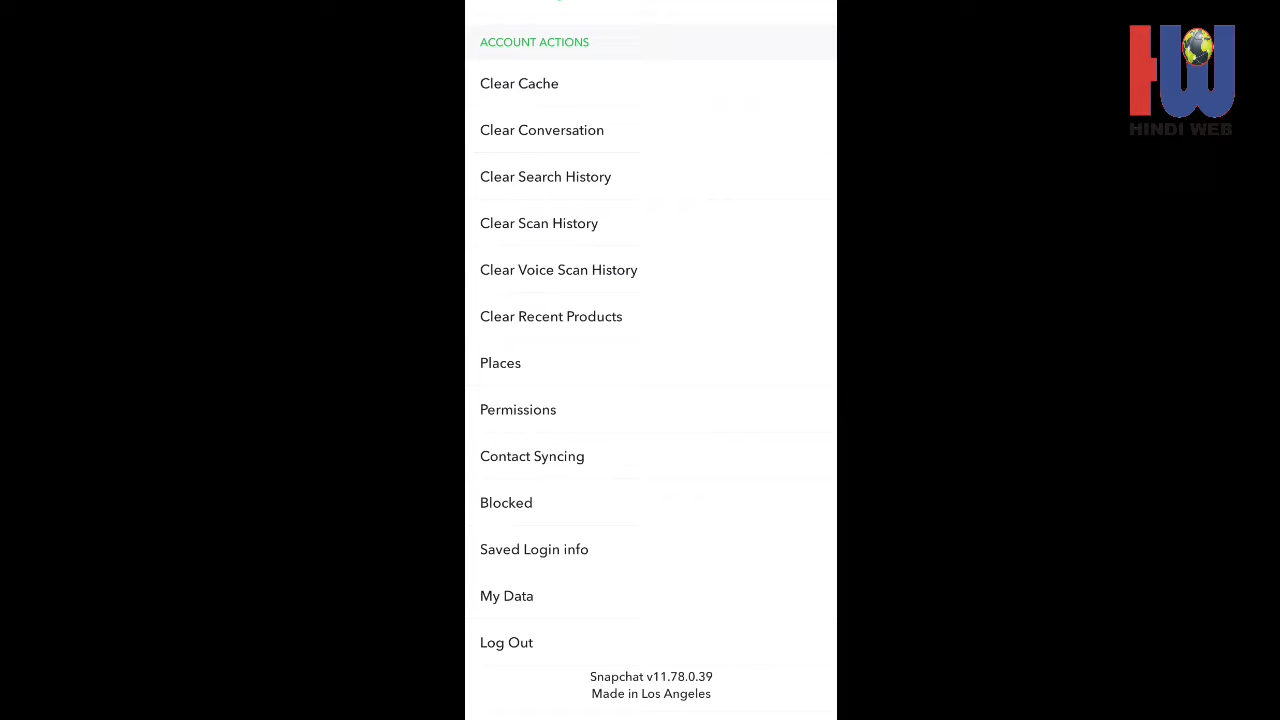 ACCOUNT ACTIONS
Clear Cache
Clear Conversation
Clear Search History
Clear Scan History
Clear Voice Scan History
Clear Recent Products
Places
Permissions
Contact Syncing
Blocked
Saved Login info
My Data
Log Out
Snapchat v11.78.0.39
Made in Los Angeles
HW
HINDI WEB